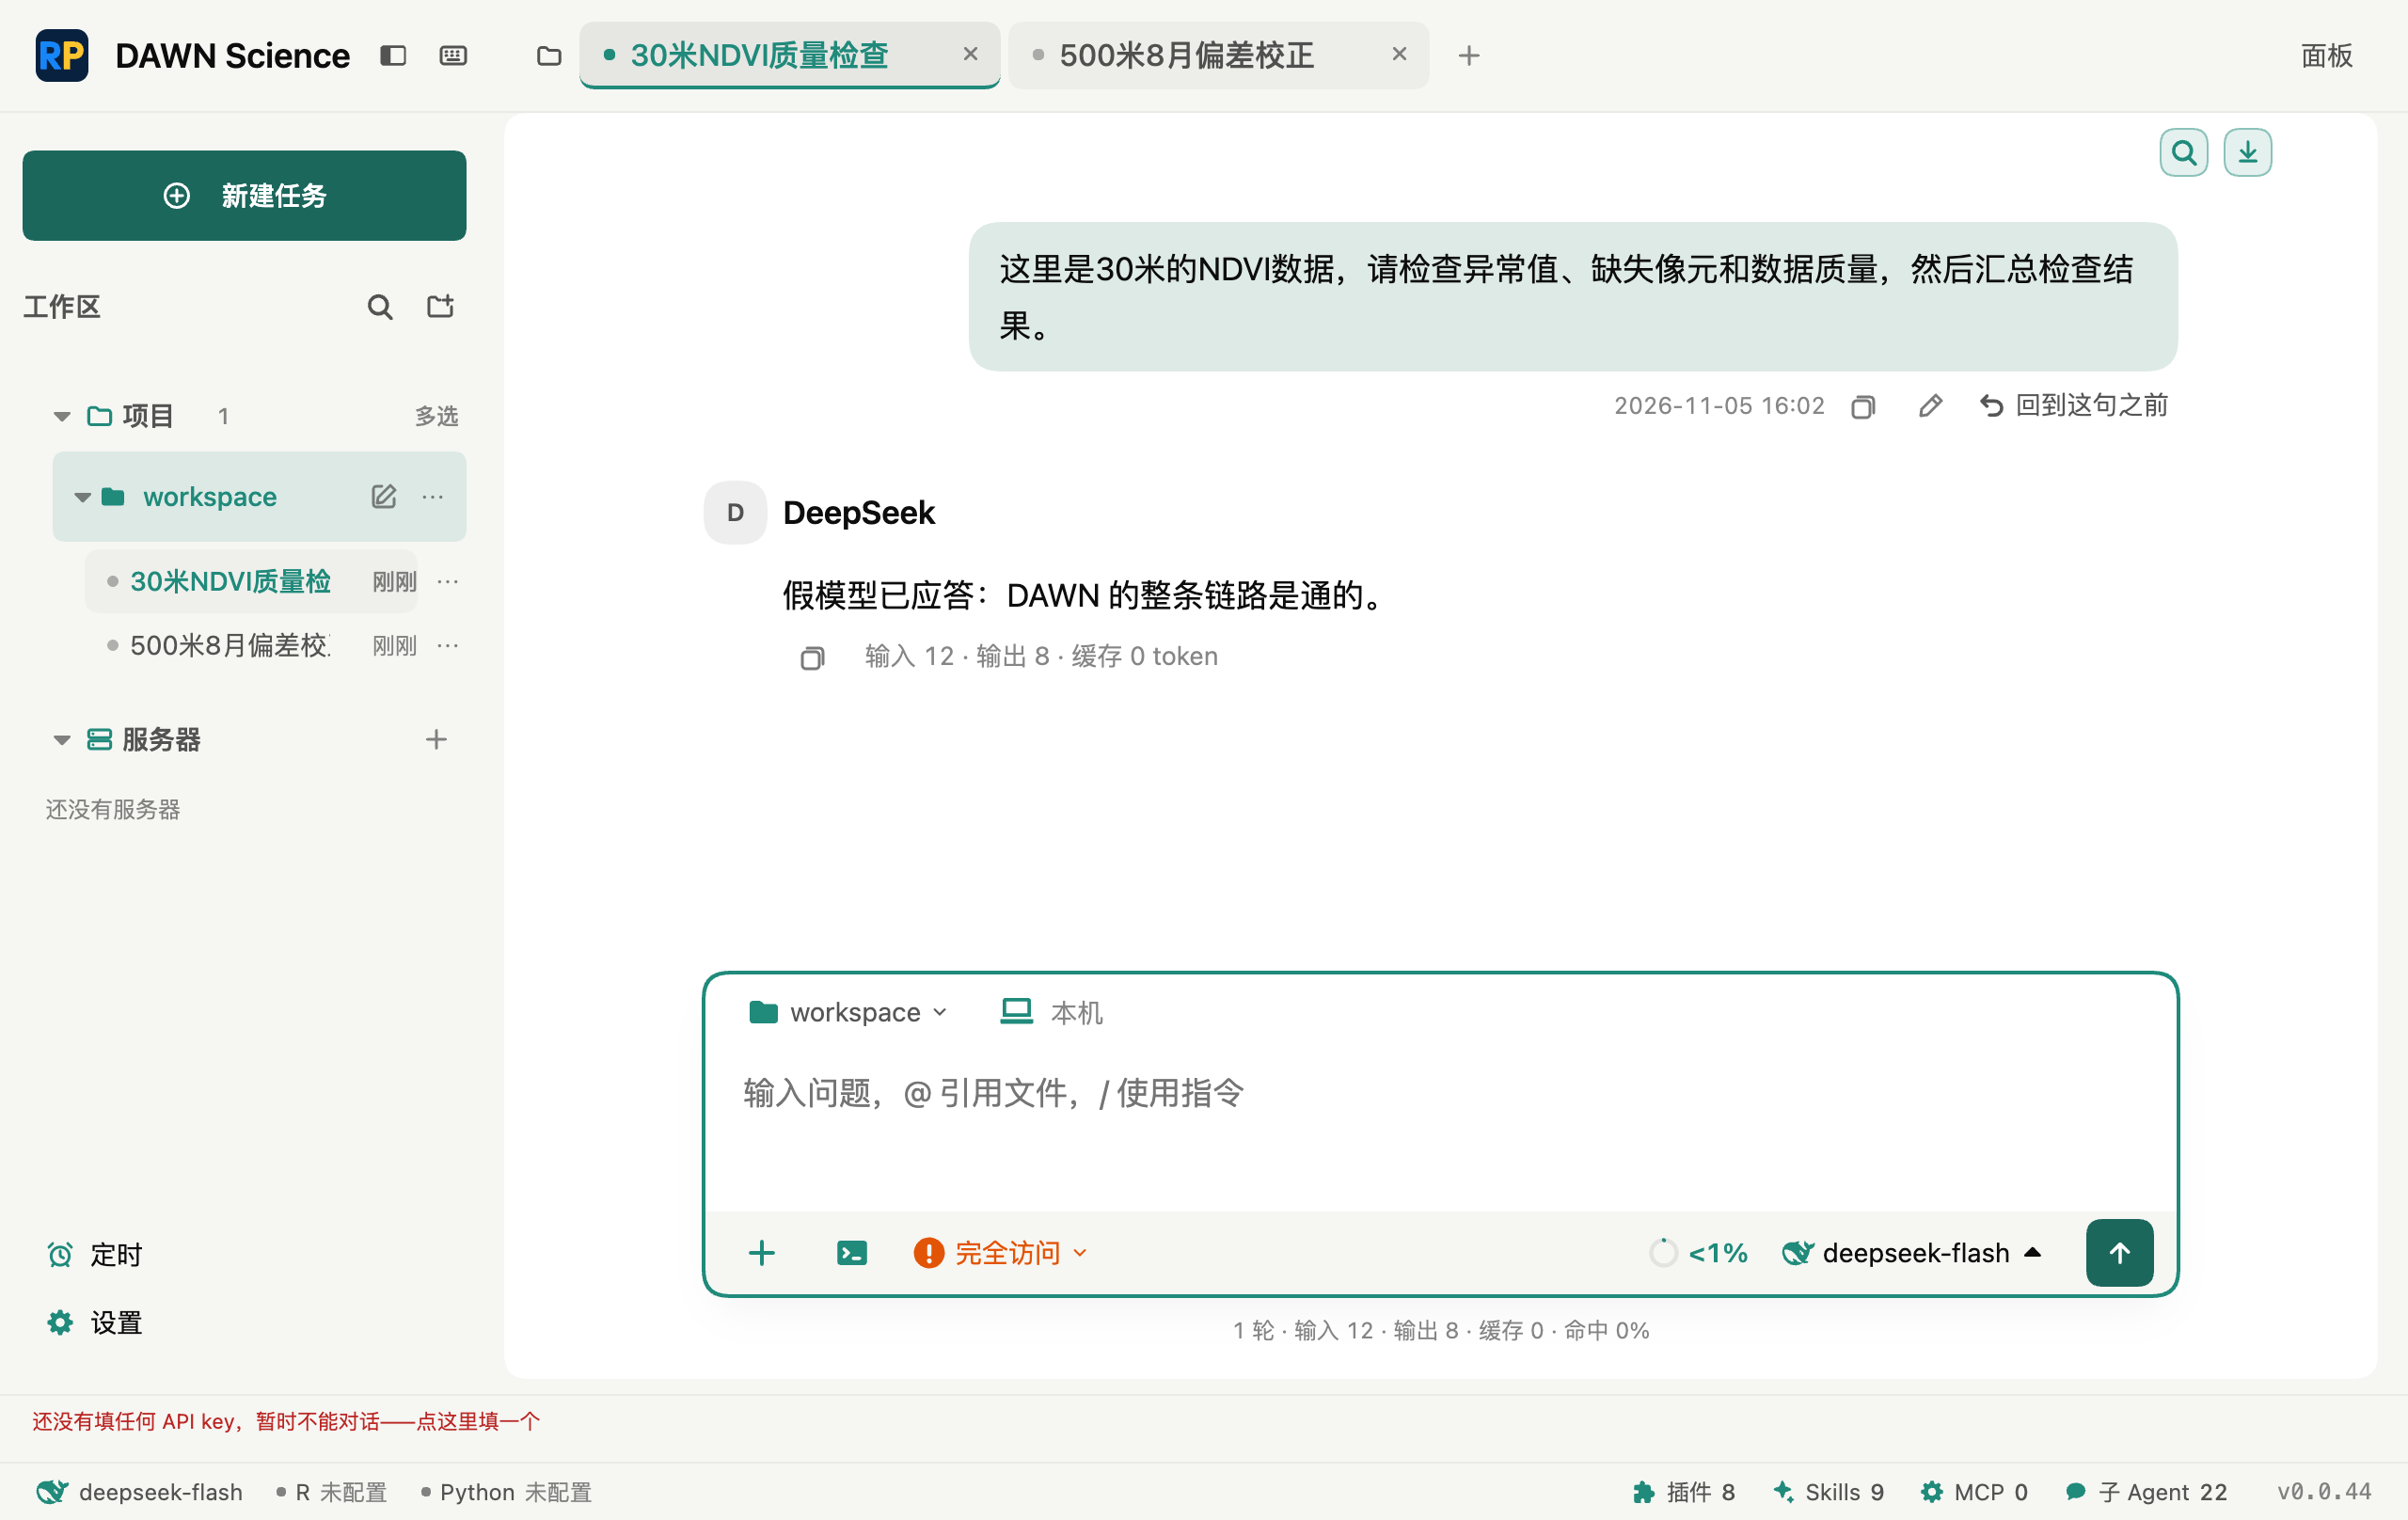 RP DAWN Science
30米NDVI质量检查
500米8月偏差校正
面板
新建任务
工作区
项目 1 多选
workspace
30米NDVI质量检 刚刚
500米8月偏差校 刚刚
服务器
还没有服务器
定时
设置
这里是30米的NDVI数据，请检查异常值、缺失像元和数据质量，然后汇总检查结
果。
2026-11-05 16:02 回到这句之前
D DeepSeek
假模型已应答：DAWN 的整条链路是通的。
输入 12 · 输出 8 · 缓存 0 token
workspace 本机
输入问题，@ 引用文件，/ 使用指令
完全访问 <1% deepseek-flash
1 轮 · 输入 12 · 输出 8 · 缓存 0 · 命中 0%
还没有填任何 API key，暂时不能对话——点这里填一个
deepseek-flash R 未配置 Python 未配置 插件 8 Skills 9 MCP 0 子 Agent 22 v0.0.44